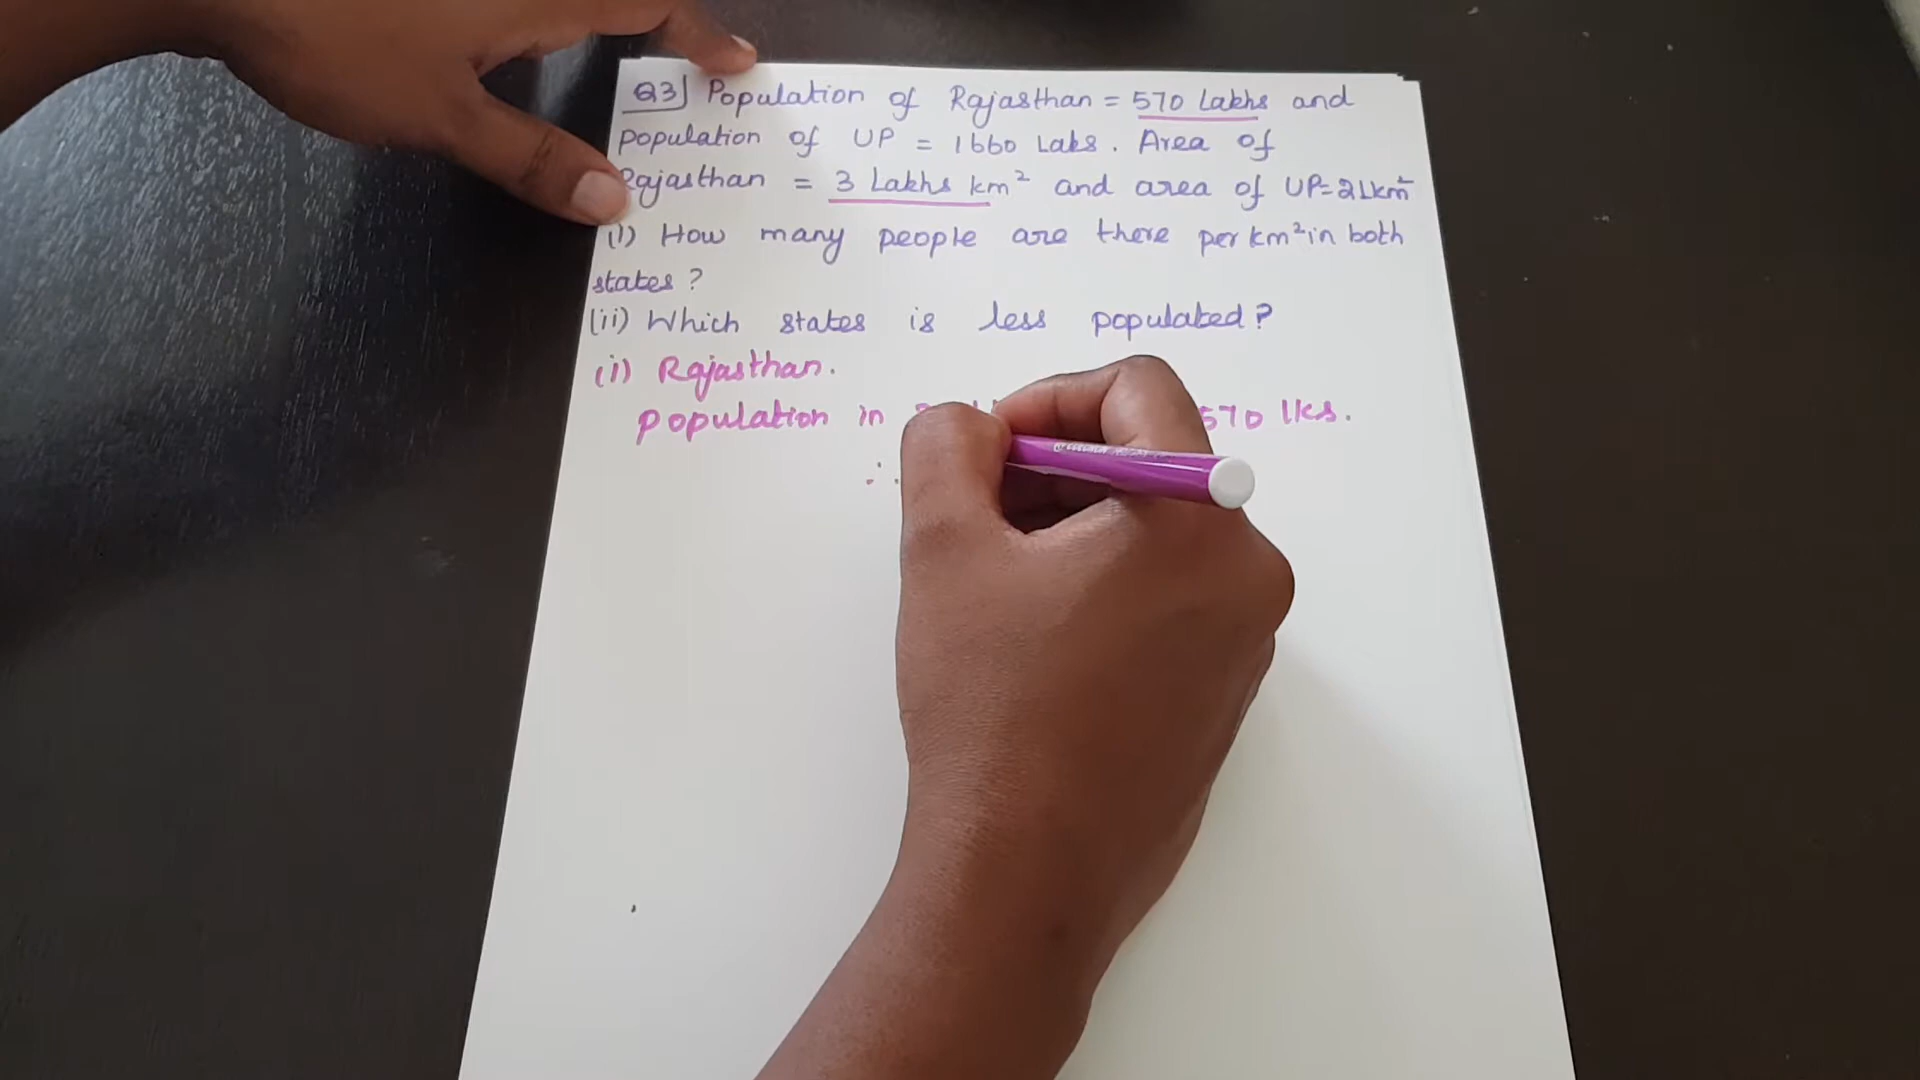 Q3) Population of Rajasthan = 570 Lakhs and
population of UP = 1660 Laks. Area of
Rajasthan = 3 Lakhs km² and area of UP=2Lkm²
(i) How many people are there per km² in both
states?
(ii) Which states is less populated?
(i) Rajasthan.
Population in 570 lks.
∴